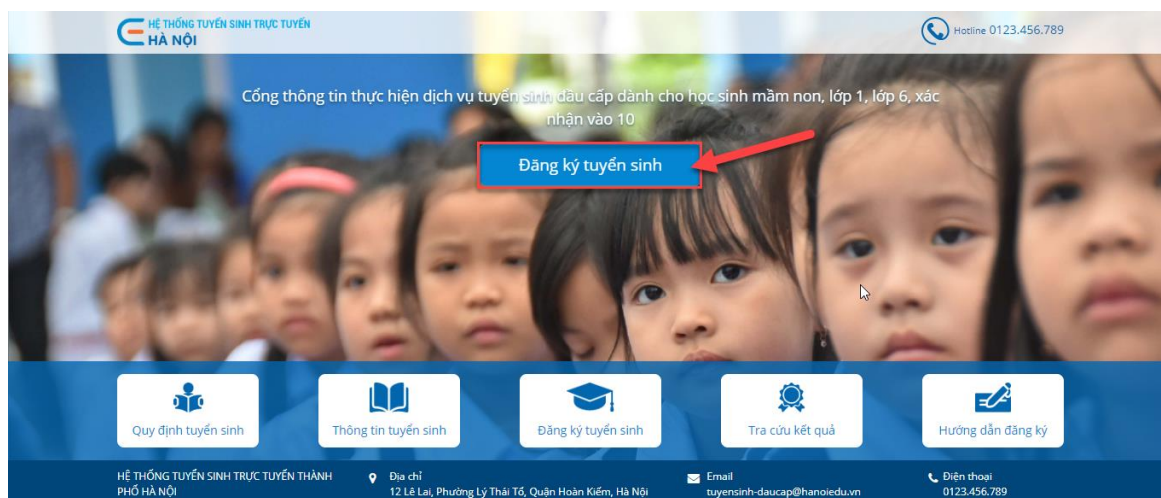 HỆ THỐNG TUYỂN SINH TRỰC TUYẾN
HÀ NỘI
Hotline 0123.456.789
Cổng thông tin thực hiện dịch vụ tuyển sinh đầu cấp dành cho học sinh mầm non, lớp 1, lớp 6, xác
nhận vào 10
Đăng ký tuyển sinh
Quy định tuyển sinh
Thông tin tuyển sinh
Đăng ký tuyển sinh
Tra cứu kết quả
Hướng dẫn đăng ký
HỆ THỐNG TUYỂN SINH TRỰC TUYẾN THÀNH
PHỐ HÀ NỘI
Địa chỉ
12 Lê Lai, Phường Lý Thái Tổ, Quận Hoàn Kiếm, Hà Nội
Email
tuyensinh-daucap@hanoiedu.vn
Điện thoại
0123.456.789